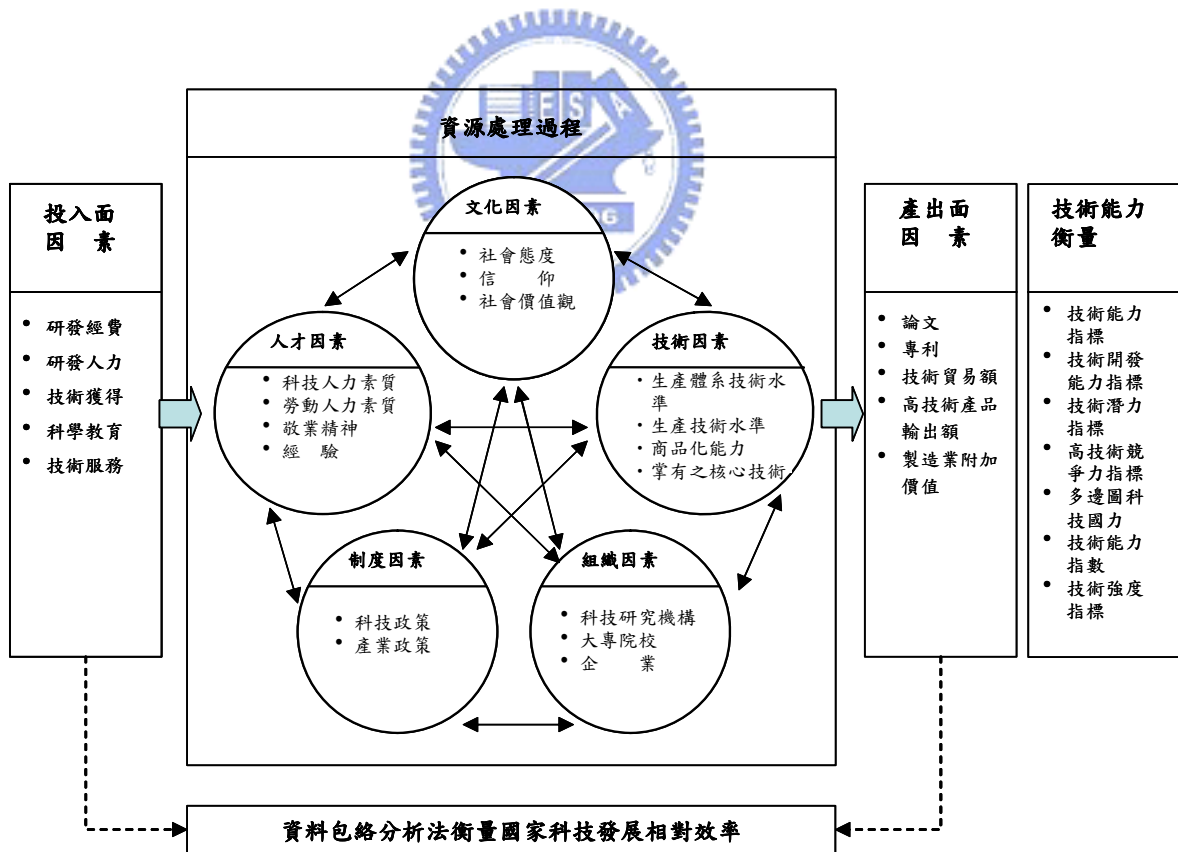 ESA
96
資源處理過程
投入面
因 素
• 研發經費
• 研發人力
• 技術獲得
• 科學教育
• 技術服務
文化因素
• 社會態度
• 信 仰
• 社會價值觀
人才因素
• 科技人力素質
• 勞動人力素質
• 敬業精神
• 經 驗
技術因素
· 生產體系技術水
準
· 生產技術水準
· 商品化能力
· 掌有之核心技術
制度因素
• 科技政策
• 產業政策
組織因素
• 科技研究機構
• 大專院校
• 企 業
產出面
因 素
• 論文
• 專利
• 技術貿易額
• 高技術產品
輸出額
• 製造業附加
價值
技術能力
衡量
• 技術能力
指標
• 技術開發
能力指標
• 技術潛力
指標
• 高技術競
爭力指標
• 多邊圖科
技國力
• 技術能力
指數
• 技術強度
指標
資料包絡分析法衡量國家科技發展相對效率